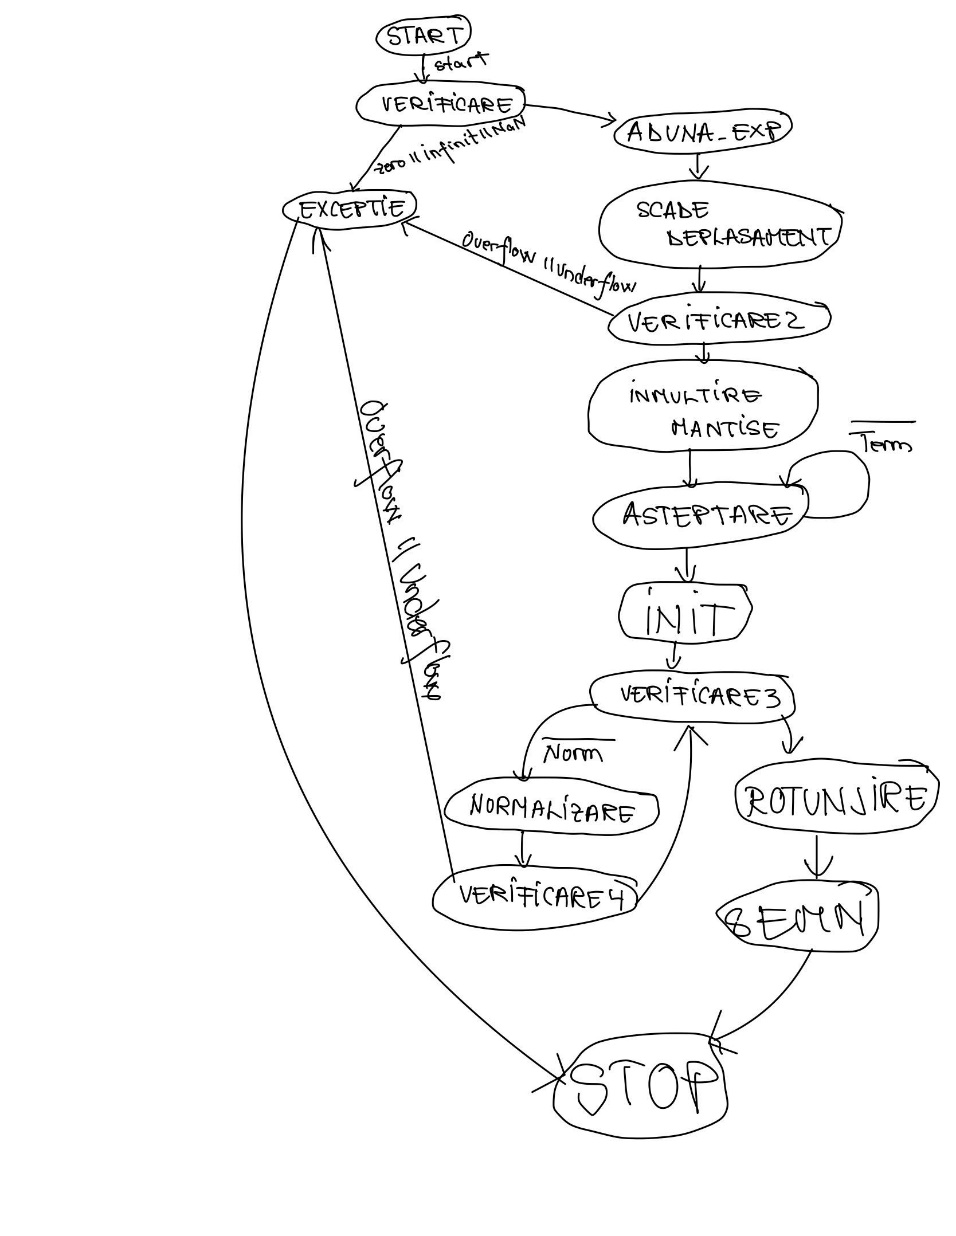 START
start
VERIFICARE
zero || infinit || NaN
ADUNA_EXP
EXCEPTIE
SCADE
DEPLASAMENT
Overflow || Underflow
VERIFICARE2
INMULTIRE
MANTISE
Term
ASTEPTARE
Overflow || Underflow
INIT
VERIFICARE3
Norm
NORMALIZARE
ROTUNJIRE
VERIFICARE4
SEMN
STOP